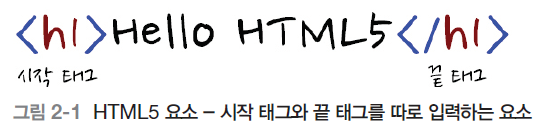 <h1>Hello HTML5</h1>
시작 태그 끝 태그
그림 2-1 HTML5 요소 – 시작 태그와 끝 태그를 따로 입력하는 요소